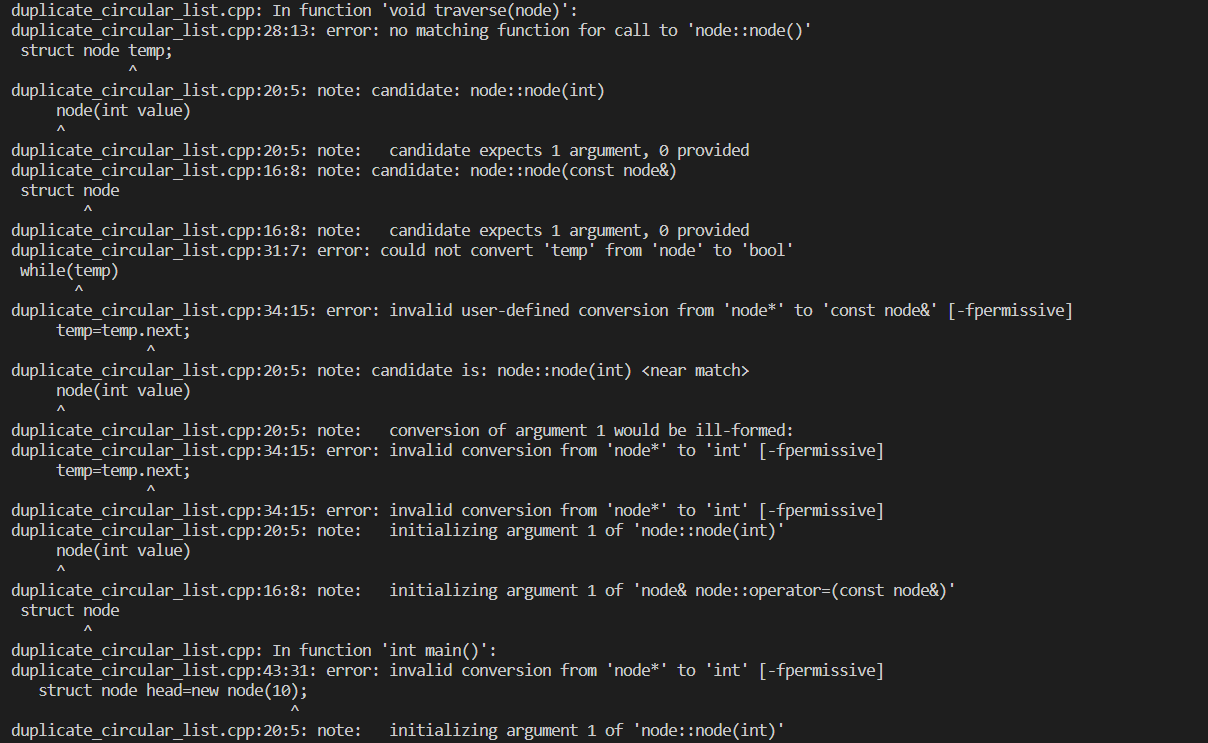 duplicate_circular_list.cpp: In function 'void traverse(node)':
duplicate_circular_list.cpp:28:13: error: no matching function for call to 'node::node()'
 struct node temp;
             ^
duplicate_circular_list.cpp:20:5: note: candidate: node::node(int)
     node(int value)
     ^
duplicate_circular_list.cpp:20:5: note:   candidate expects 1 argument, 0 provided
duplicate_circular_list.cpp:16:8: note: candidate: node::node(const node&)
 struct node
        ^
duplicate_circular_list.cpp:16:8: note:   candidate expects 1 argument, 0 provided
duplicate_circular_list.cpp:31:7: error: could not convert 'temp' from 'node' to 'bool'
 while(temp)
       ^
duplicate_circular_list.cpp:34:15: error: invalid user-defined conversion from 'node*' to 'const node&' [-fpermissive]
     temp=temp.next;
               ^
duplicate_circular_list.cpp:20:5: note: candidate is: node::node(int) <near match>
     node(int value)
     ^
duplicate_circular_list.cpp:20:5: note:   conversion of argument 1 would be ill-formed:
duplicate_circular_list.cpp:34:15: error: invalid conversion from 'node*' to 'int' [-fpermissive]
     temp=temp.next;
               ^
duplicate_circular_list.cpp:34:15: error: invalid conversion from 'node*' to 'int' [-fpermissive]
duplicate_circular_list.cpp:20:5: note:   initializing argument 1 of 'node::node(int)'
     node(int value)
     ^
duplicate_circular_list.cpp:16:8: note:   initializing argument 1 of 'node& node::operator=(const node&)'
 struct node
        ^
duplicate_circular_list.cpp: In function 'int main()':
duplicate_circular_list.cpp:43:31: error: invalid conversion from 'node*' to 'int' [-fpermissive]
   struct node head=new node(10);
                               ^
duplicate_circular_list.cpp:20:5: note:   initializing argument 1 of 'node::node(int)'